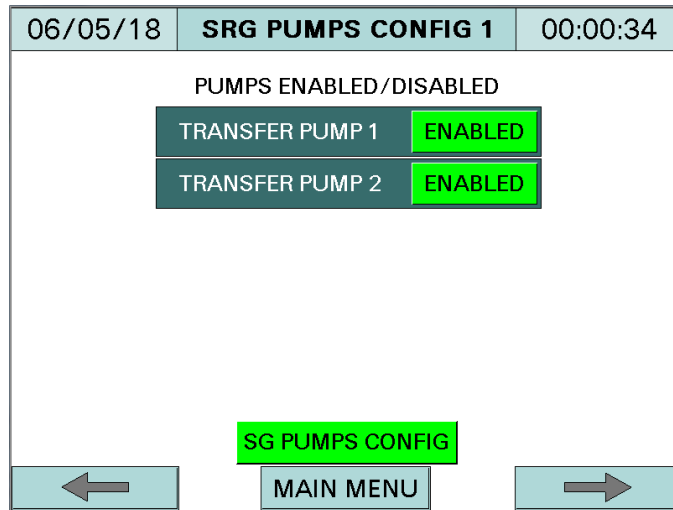 06/05/18 SRG PUMPS CONFIG 1 00:00:34
PUMPS ENABLED/DISABLED
TRANSFER PUMP 1 ENABLED
TRANSFER PUMP 2 ENABLED
SG PUMPS CONFIG
MAIN MENU